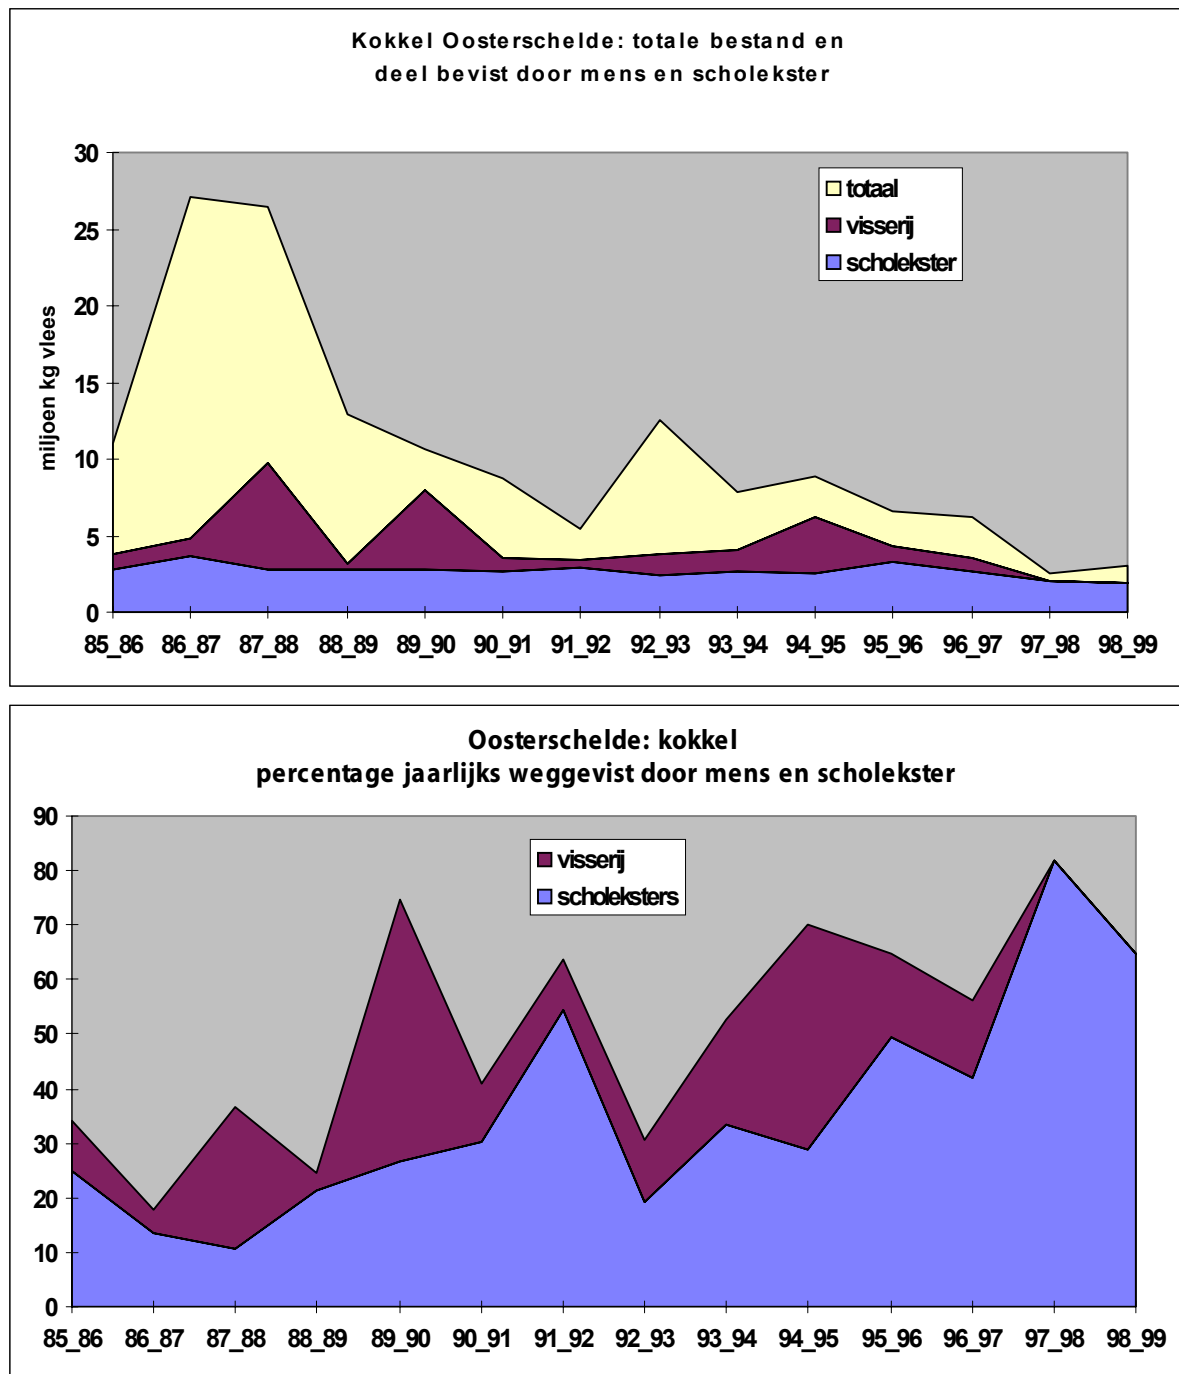 Kokkel Oosterschelde: totale bestand en
deel bevist door mens en scholekster
miljoen kg vlees
30
25
20
15
10
5
0
totaal
visserij
scholekster
85_86 86_87 87_88 88_89 89_90 90_91 91_92 92_93 93_94 94_95 95_96 96_97 97_98 98_99
Oosterschelde: kokkel
percentage jaarlijks weggevist door mens en scholekster
90
80
70
60
50
40
30
20
10
0
visserij
scholeksters
85_86 86_87 87_88 88_89 89_90 90_91 91_92 92_93 93_94 94_95 95_96 96_97 97_98 98_99